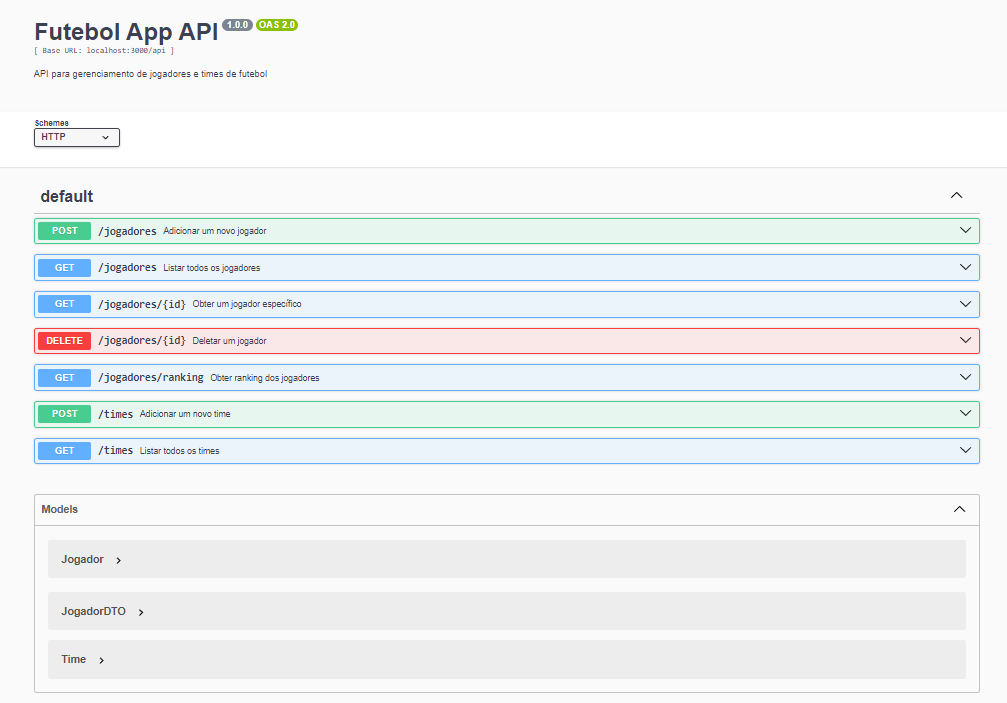 Futebol App API 1.0.0 OAS 2.0
[ Base URL: localhost:3000/api ]
API para gerenciamento de jogadores e times de futebol
Schemes
HTTP
default
POST /jogadores Adicionar um novo jogador
GET /jogadores Listar todos os jogadores
GET /jogadores/{id} Obter um jogador específico
DELETE /jogadores/{id} Deletar um jogador
GET /jogadores/ranking Obter ranking dos jogadores
POST /times Adicionar um novo time
GET /times Listar todos os times
Models
Jogador
JogadorDTO
Time